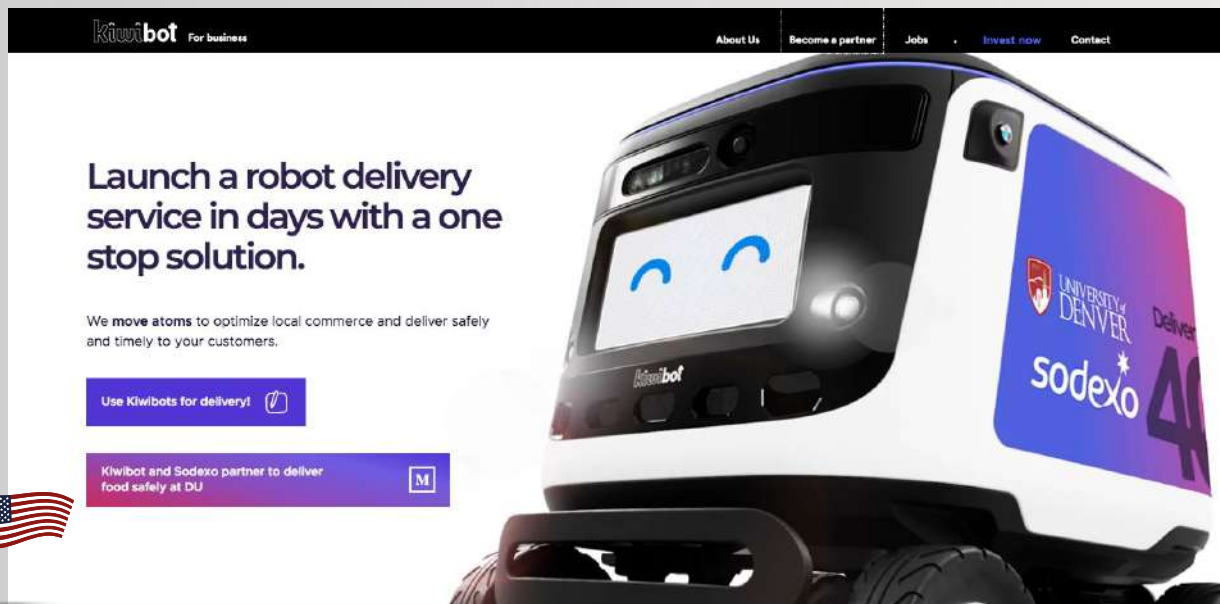 kiwibot For business
About Us Become a partner Jobs Invest now Contact
Launch a robot delivery
service in days with a one
stop solution.
We move atoms to optimize local commerce and deliver safely
and timely to your customers.
Use Kiwibots for delivery!
Kiwibot and Sodexo partner to deliver
food safely at DU
M
kiwibot
UNIVERSITY of
DENVER
sodexo
Deliver
40